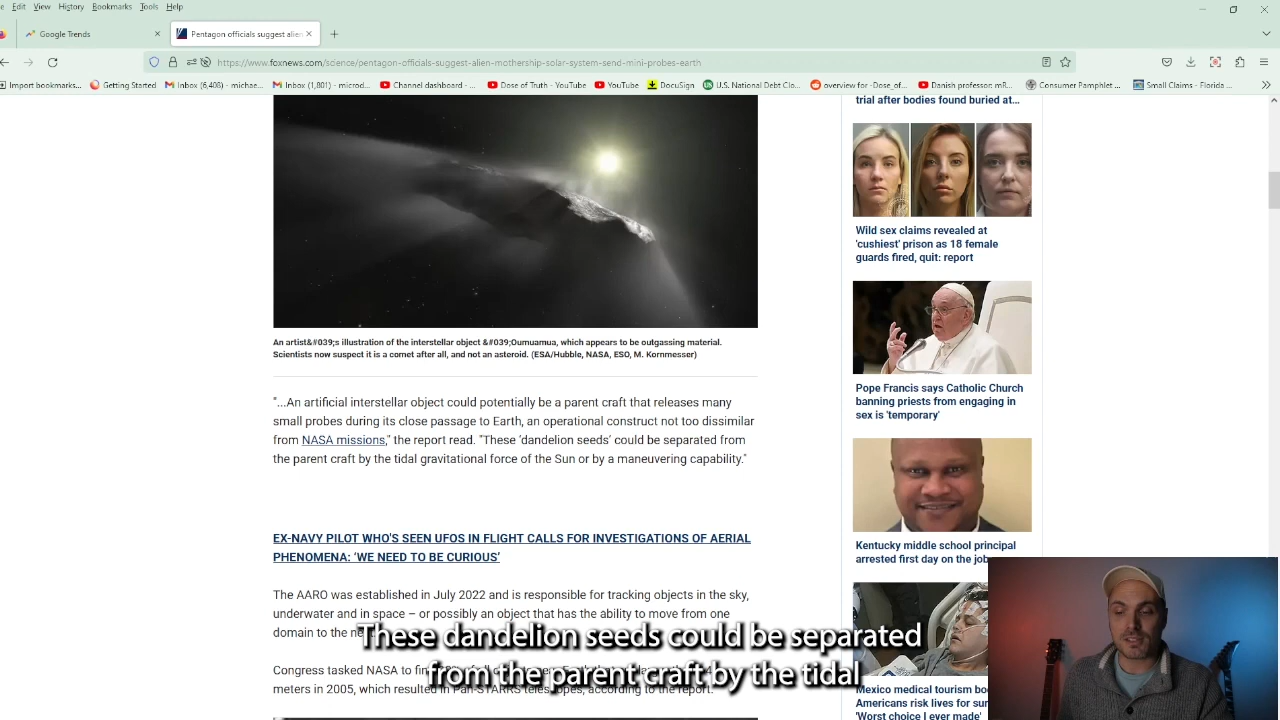 e Edit View History Bookmarks Tools Help
Google Trends
Pentagon officials suggest alien
https://www.foxnews.com/science/pentagon-officials-suggest-alien-mothership-solar-system-send-mini-probes-earth
Import bookmarks... Getting Started Inbox (6,408) - michaelt... Inbox (1,801) - microd... Channel dashboard - ... Dose of Truth - YouTube YouTube DocuSign U.S. National Debt Clo... overview for -Dose_of... Teespring Dashboard |... Consumer Pamphlet ... Small Claims - Florida ...
trial after bodies found buried at...
Wild sex claims revealed at
'cushiest' prison as 18 female
guards fired, quit: report
An artist&#039;s illustration of the interstellar object &#039;Oumuamua, which appears to be outgassing material.
Scientists now suspect it is a comet after all, and not an asteroid. (ESA/Hubble, NASA, ESO, M. Kornmesser)
Pope Francis says Catholic Church
banning priests from engaging in
sex is 'temporary'
"...An artificial interstellar object could potentially be a parent craft that releases many
small probes during its close passage to Earth, an operational construct not too dissimilar
from NASA missions," the report read. "These 'dandelion seeds' could be separated from
the parent craft by the tidal gravitational force of the Sun or by a maneuvering capability."
EX-NAVY PILOT WHO'S SEEN UFOS IN FLIGHT CALLS FOR INVESTIGATIONS OF AERIAL
PHENOMENA: 'WE NEED TO BE CURIOUS'
Kentucky middle school principal
arrested first day on the job
The AARO was established in July 2022 and is responsible for tracking objects in the sky,
underwater and in space – or possibly an object that has the ability to move from one
domain to the
These dandelion seeds could be separated
from the parent craft by the tidal
Congress tasked NASA to
meters in 2005, which resulted in Pan-STARRS telescopes, according to the report.
Mexico medical tourism
Americans risk lives for
'Worst choice I ever made'